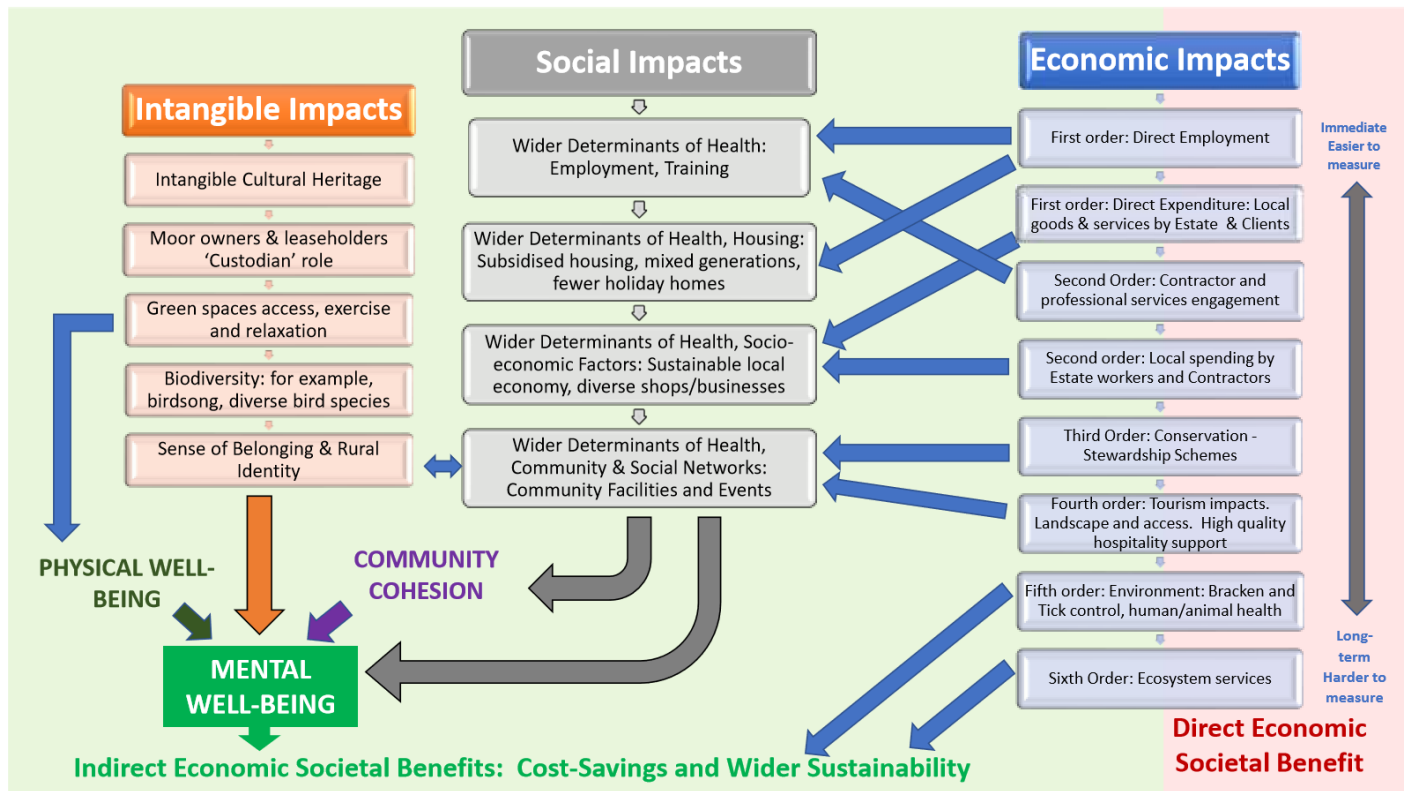 Intangible Impacts
Intangible Cultural Heritage
Moor owners & leaseholders
‘Custodian’ role
Green spaces access, exercise
and relaxation
Biodiversity: for example,
birdsong, diverse bird species
Sense of Belonging & Rural
Identity
Social Impacts
Wider Determinants of Health:
Employment, Training
Wider Determinants of Health, Housing:
Subsidised housing, mixed generations,
fewer holiday homes
Wider Determinants of Health, Socio-
economic Factors: Sustainable local
economy, diverse shops/businesses
Wider Determinants of Health,
Community & Social Networks:
Community Facilities and Events
Economic Impacts
First order: Direct Employment
First order: Direct Expenditure: Local
goods & services by Estate & Clients
Second Order: Contractor and
professional services engagement
Second order: Local spending by
Estate workers and Contractors
Third Order: Conservation -
Stewardship Schemes
Fourth order: Tourism impacts.
Landscape and access. High quality
hospitality support
Fifth order: Environment: Bracken and
Tick control, human/animal health
Sixth Order: Ecosystem services
Immediate
Easier to
measure
Long-
term
Harder to
measure
PHYSICAL WELL-
BEING
COMMUNITY
COHESION
MENTAL
WELL-BEING
Indirect Economic Societal Benefits: Cost-Savings and Wider Sustainability
Direct Economic
Societal Benefit